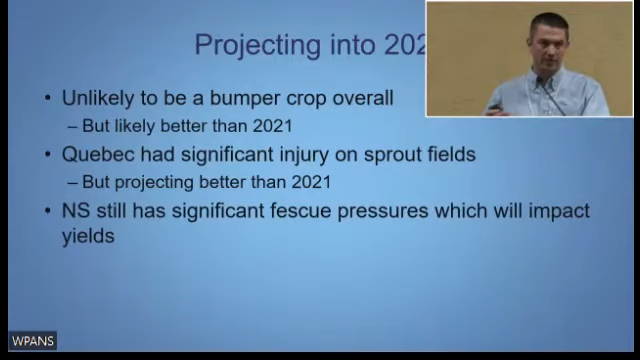 Projecting into 202
• Unlikely to be a bumper crop overall
– But likely better than 2021
• Quebec had significant injury on sprout fields
– But projecting better than 2021
• NS still has significant fescue pressures which will impact
yields
WPANS